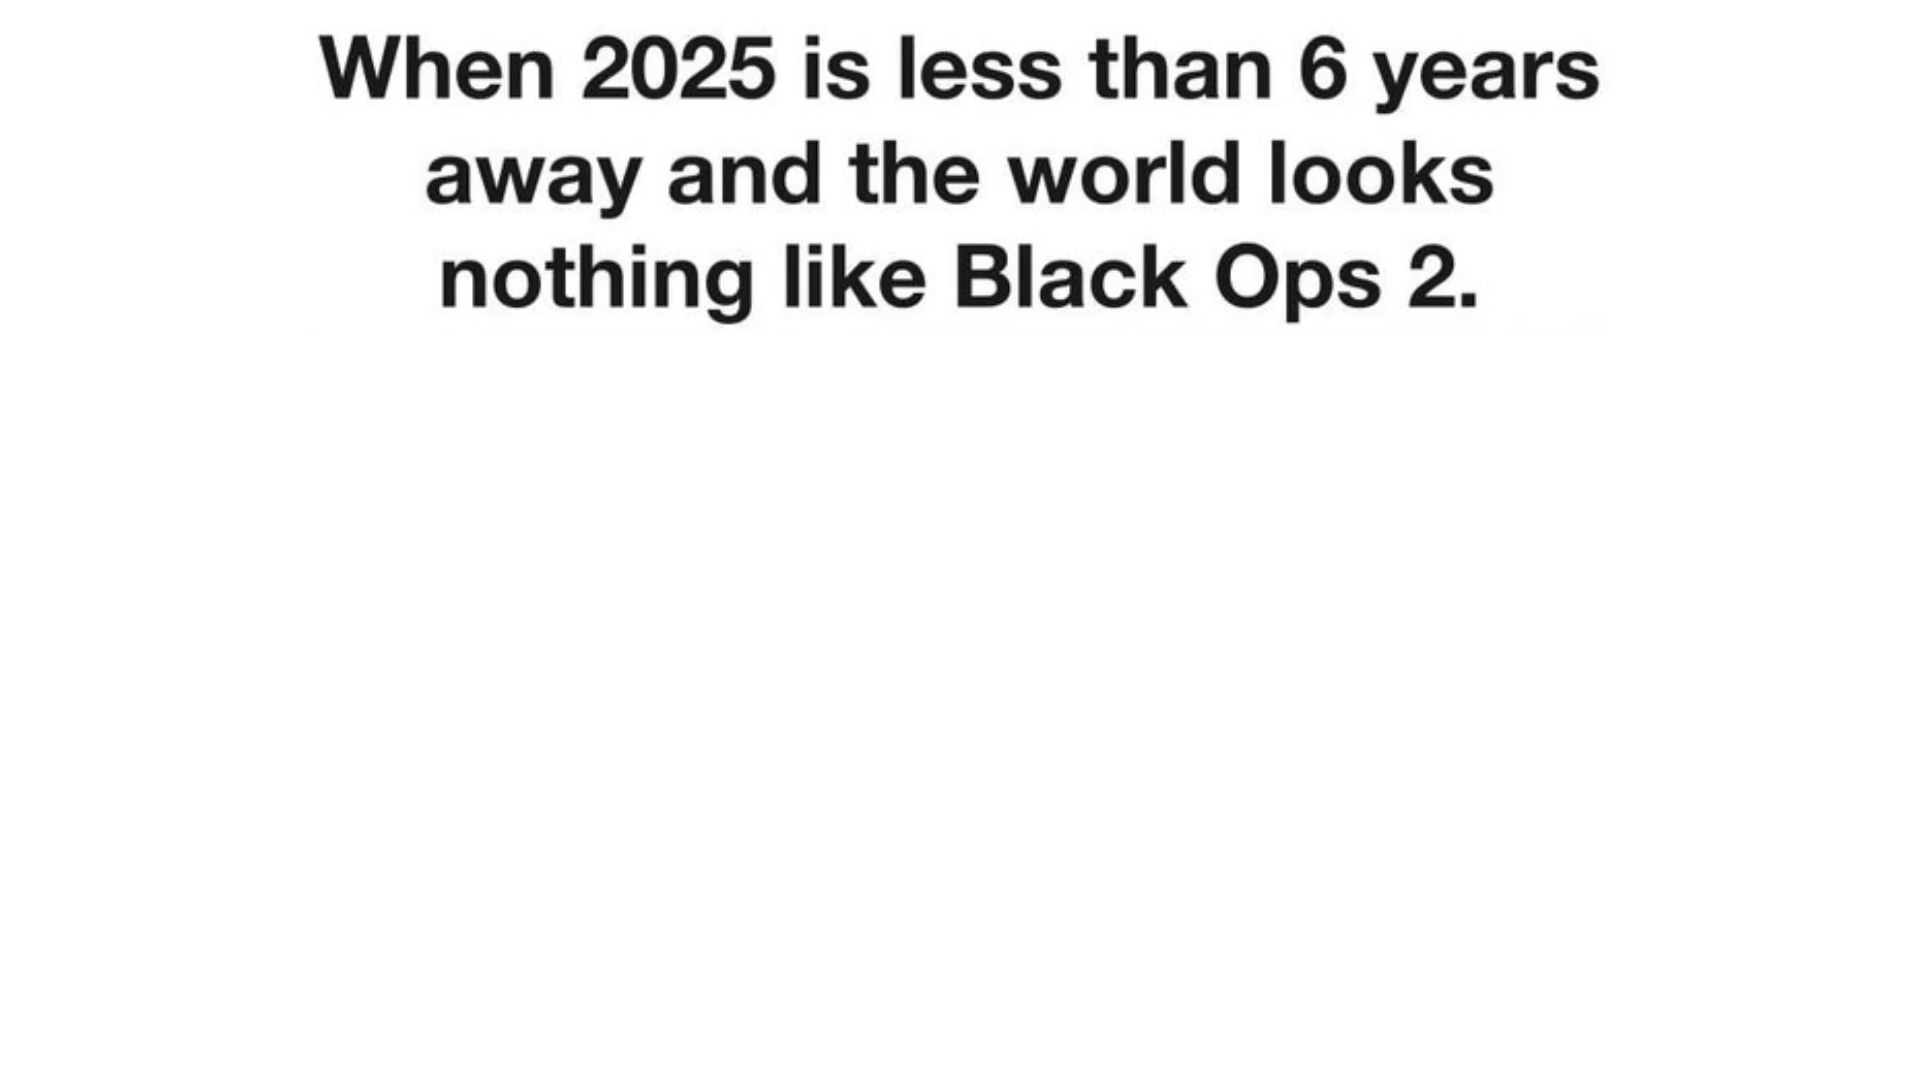 When 2025 is less than 6 years
away and the world looks
nothing like Black Ops 2.